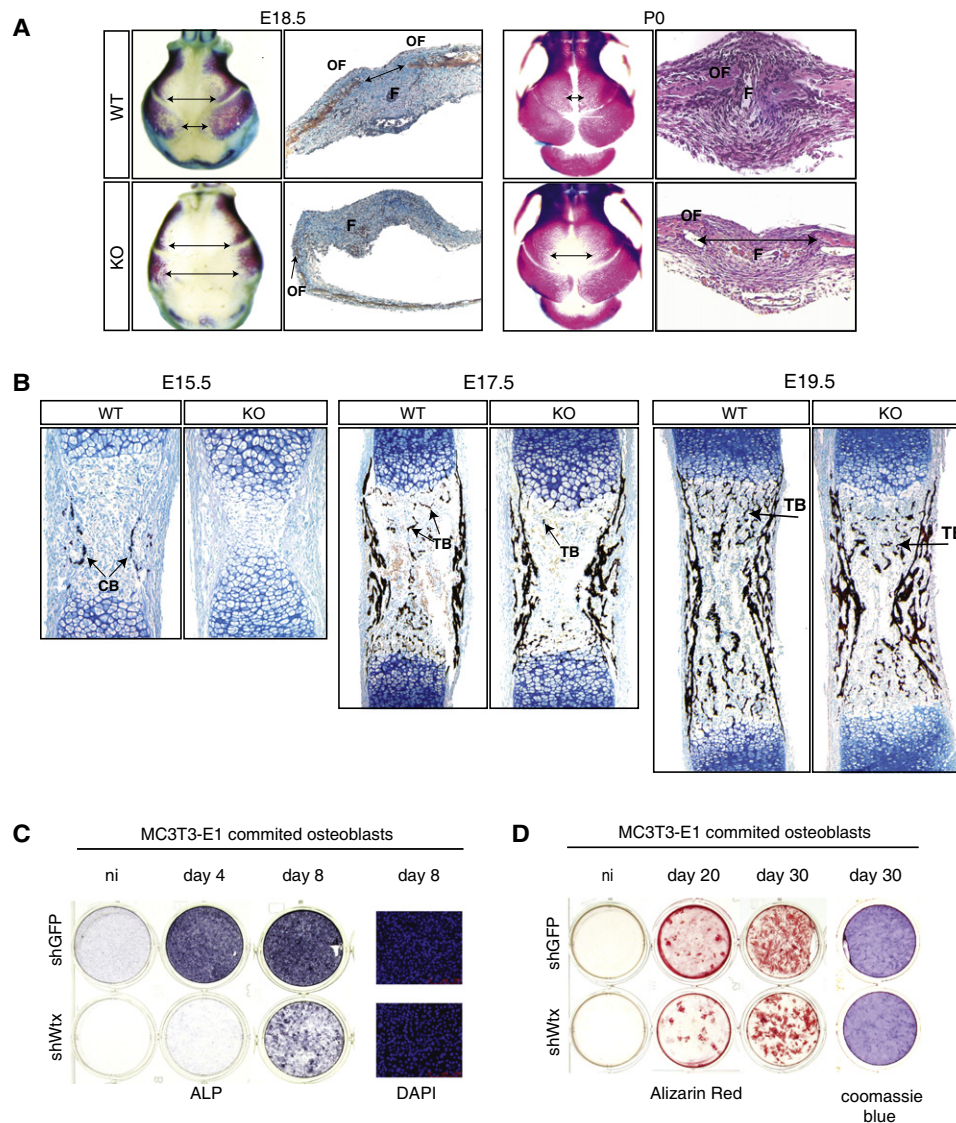 A
E18.5
P0
WT
OF
OF
F
OF
F
KO
F
OF
OF
F
B
E15.5
E17.5
E19.5
WT
KO
WT
KO
WT
KO
CB
TB
TB
TB
TB
C
MC3T3-E1 commited osteoblasts
ni
day 4
day 8
day 8
shGFP
shWtx
ALP
DAPI
D
MC3T3-E1 commited osteoblasts
ni
day 20
day 30
day 30
shGFP
shWtx
Alizarin Red
coomassie
blue